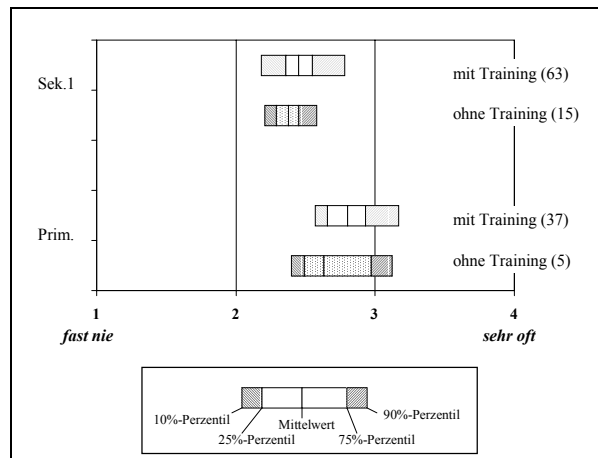 Sek.1
mit Training (63)
ohne Training (15)
Prim.
mit Training (37)
ohne Training (5)
1 2 3 4
fast nie sehr oft
10%-Perzentil 25%-Perzentil Mittelwert 75%-Perzentil 90%-Perzentil